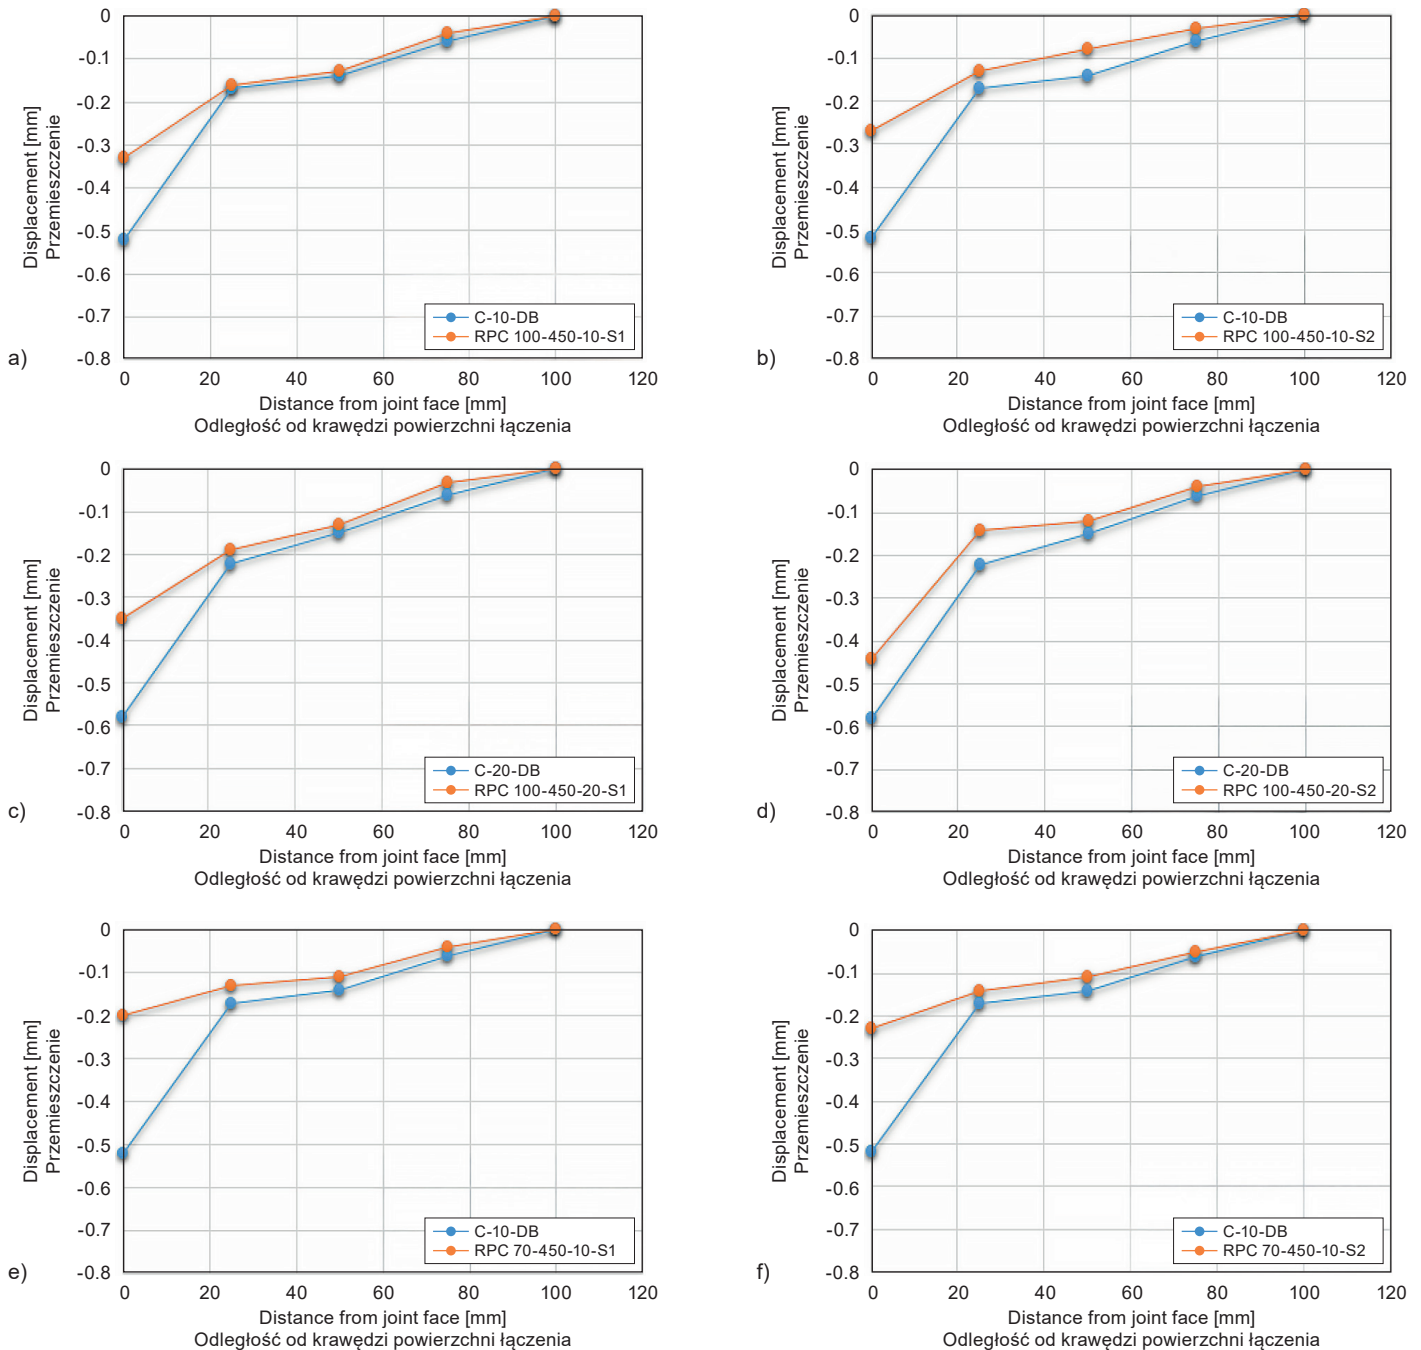 0
-0.1
-0.2
-0.3
-0.4
-0.5
-0.6
-0.7
-0.8
Displacement [mm]
Przemieszczenie
C-10-DB
RPC 100-450-10-S1
a)
0 20 40 60 80 100 120
Distance from joint face [mm]
Odległość od krawędzi powierzchni łączenia
0
-0.1
-0.2
-0.3
-0.4
-0.5
-0.6
-0.7
-0.8
Displacement [mm]
Przemieszczenie
C-10-DB
RPC 100-450-10-S2
b)
0 20 40 60 80 100 120
Distance from joint face [mm]
Odległość od krawędzi powierzchni łączenia
0
-0.1
-0.2
-0.3
-0.4
-0.5
-0.6
-0.7
-0.8
Displacement [mm]
Przemieszczenie
C-20-DB
RPC 100-450-20-S1
c)
0 20 40 60 80 100 120
Distance from joint face [mm]
Odległość od krawędzi powierzchni łączenia
0
-0.1
-0.2
-0.3
-0.4
-0.5
-0.6
-0.7
-0.8
Displacement [mm]
Przemieszczenie
C-20-DB
RPC 100-450-20-S2
d)
0 20 40 60 80 100 120
Distance from joint face [mm]
Odległość od krawędzi powierzchni łączenia
0
-0.1
-0.2
-0.3
-0.4
-0.5
-0.6
-0.7
-0.8
Displacement [mm]
Przemieszczenie
C-10-DB
RPC 70-450-10-S1
e)
0 20 40 60 80 100 120
Distance from joint face [mm]
Odległość od krawędzi powierzchni łączenia
0
-0.1
-0.2
-0.3
-0.4
-0.5
-0.6
-0.7
-0.8
Displacement [mm]
Przemieszczenie
C-10-DB
RPC 70-450-10-S2
f)
0 20 40 60 80 100 120
Distance from joint face [mm]
Odległość od krawędzi powierzchni łączenia